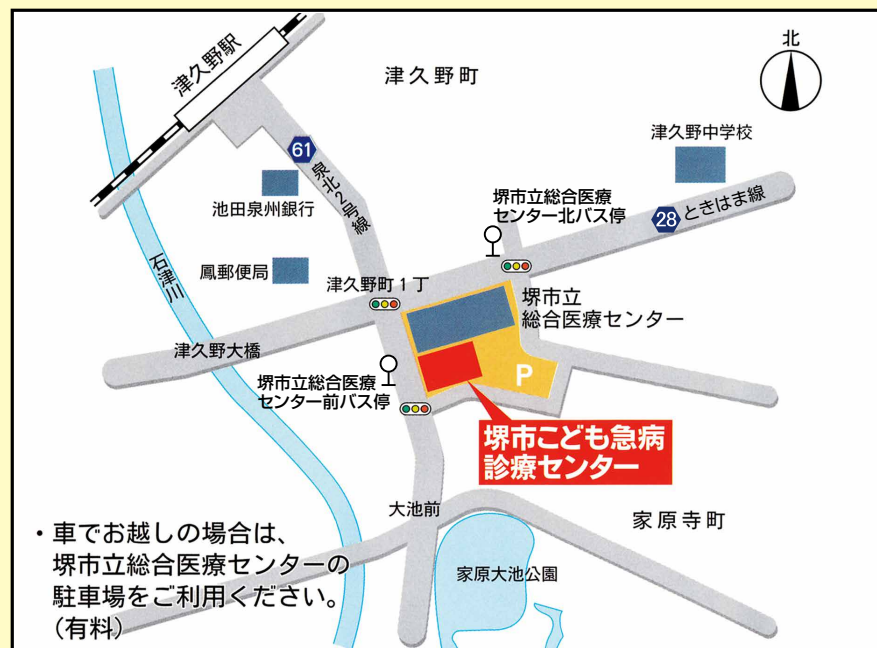 北
津久野駅
津久野町
津久野中学校
61
泉北2号線
池田泉州銀行
堺市立総合医療
センター北バス停
28
ときはま線
石津川
鳳郵便局
津久野町1丁
堺市立
総合医療センター
津久野大橋
堺市立総合医療
センター前バス停
P
堺市こども急病
診療センター
大池前
家原寺町
家原大池公園
・車でお越しの場合は、
堺市立総合医療センターの
駐車場をご利用ください。
(有料)